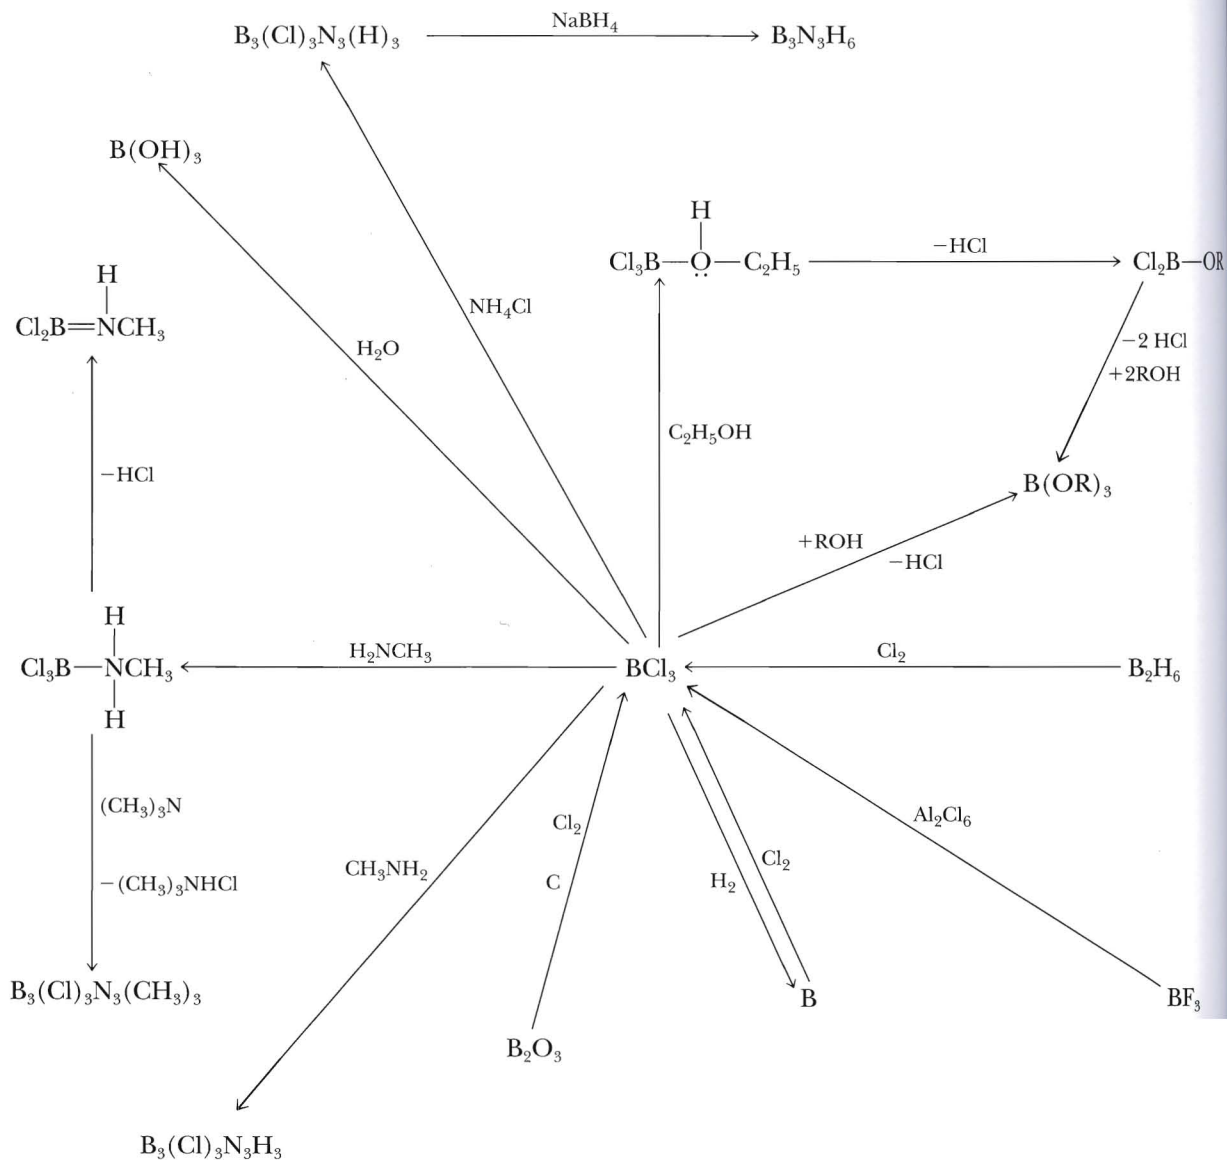 B₃(Cl)₃N₃(H)₃ NaBH₄ B₃N₃H₆
B(OH)₃
H
Cl₃B—O—C₂H₅ −HCl Cl₂B—OR
H
Cl₂B=NCH₃
NH₄Cl
H₂O
−2 HCl
+2ROH
C₂H₅OH
−HCl
B(OR)₃
+ROH
−HCl
H
Cl₃B—NCH₃ H₂NCH₃ BCl₃ Cl₂ B₂H₆
H
(CH₃)₃N
−(CH₃)₃NHCl
CH₃NH₂
Cl₂
C
H₂
Cl₂
Al₂Cl₆
B₃(Cl)₃N₃(CH₃)₃
B
BF₃
B₂O₃
B₃(Cl)₃N₃H₃